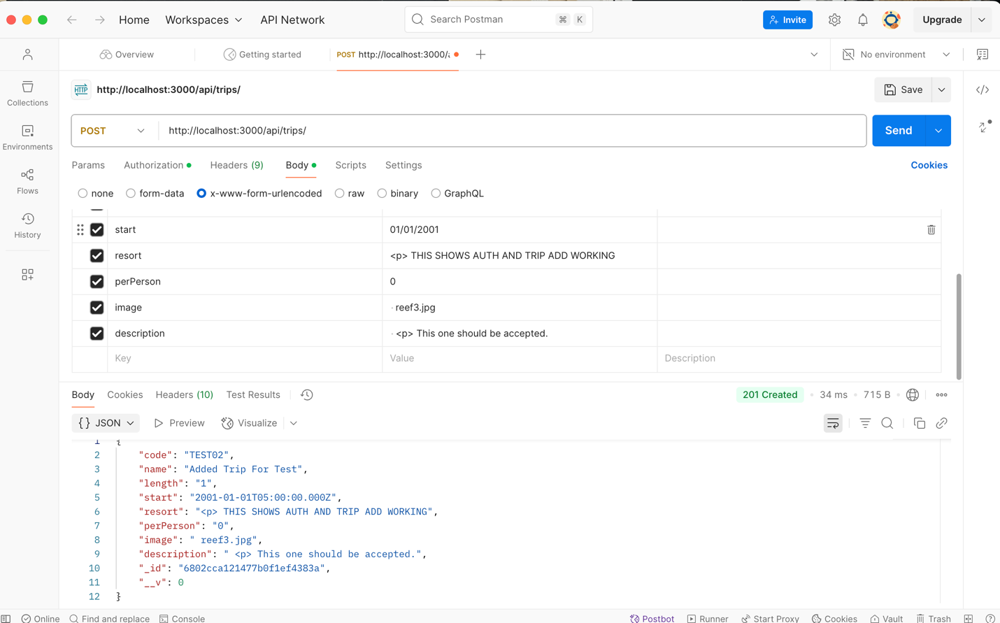 Home Workspaces API Network Search Postman ⌘ K Invite Upgrade
Overview Getting started POST http://localhost:3000/a No environment
HTTP http://localhost:3000/api/trips/ Save
Collections
POST http://localhost:3000/api/trips/ Send
Environments
Params Authorization Headers (9) Body Scripts Settings Cookies
Flows
none form-data x-www-form-urlencoded raw binary GraphQL
History
start 01/01/2001
resort <p> THIS SHOWS AUTH AND TRIP ADD WORKING
perPerson 0
image · reef3.jpg
description · <p> This one should be accepted.
Key Value Description
Body Cookies Headers (10) Test Results 201 Created • 34 ms • 715 B
{} JSON Preview Visualize
1 {
2 "code": "TEST02",
3 "name": "Added Trip For Test",
4 "length": "1",
5 "start": "2001-01-01T05:00:00.000Z",
6 "resort": "<p> THIS SHOWS AUTH AND TRIP ADD WORKING",
7 "perPerson": "0",
8 "image": " reef3.jpg",
9 "description": " <p> This one should be accepted.",
10 "_id": "6802cca121477b0f1ef4383a",
11 "__v": 0
12 }
Online Find and replace Console Postbot Runner Start Proxy Cookies Vault Trash